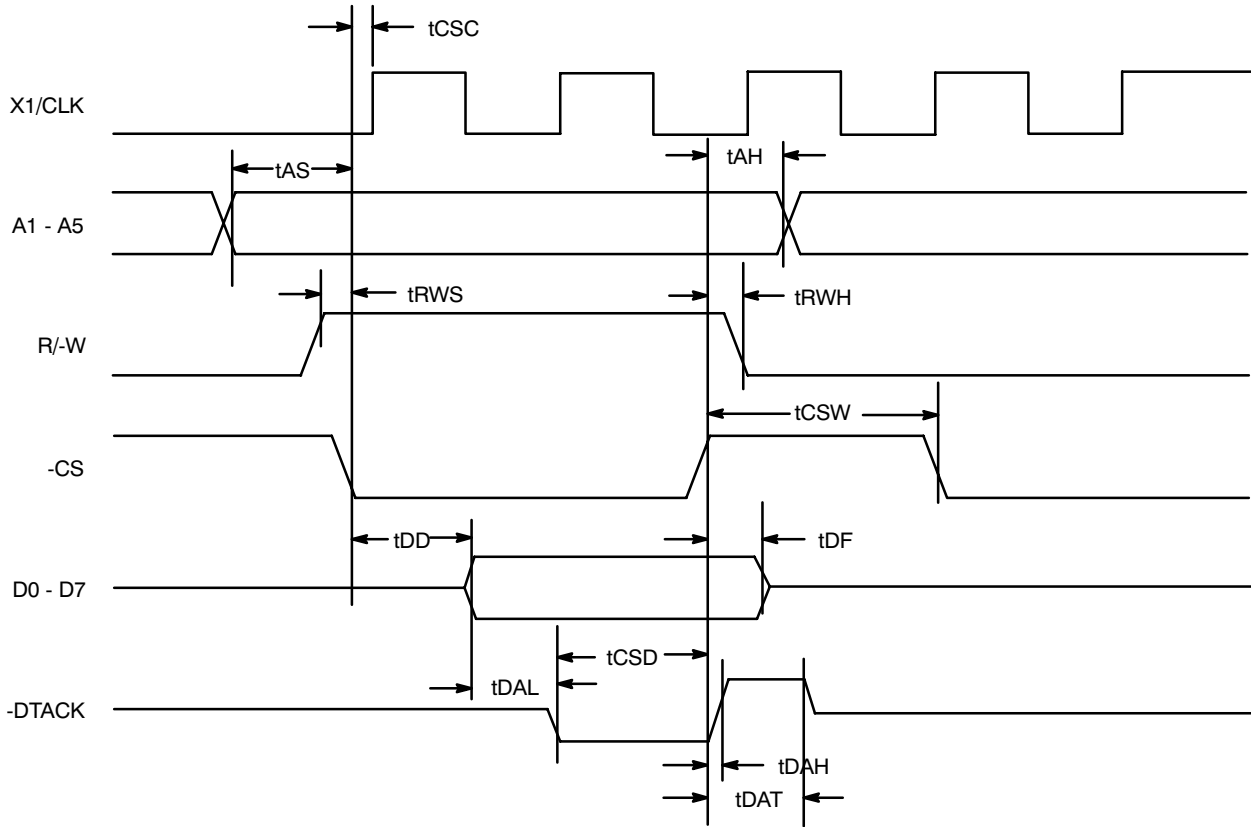 tCSC
X1/CLK
tAS
tAH
A1 - A5
tRWS
tRWH
R/-W
tCSW
-CS
tDD
tDF
D0 - D7
tCSD
tDAL
-DTACK
tDAH
tDAT